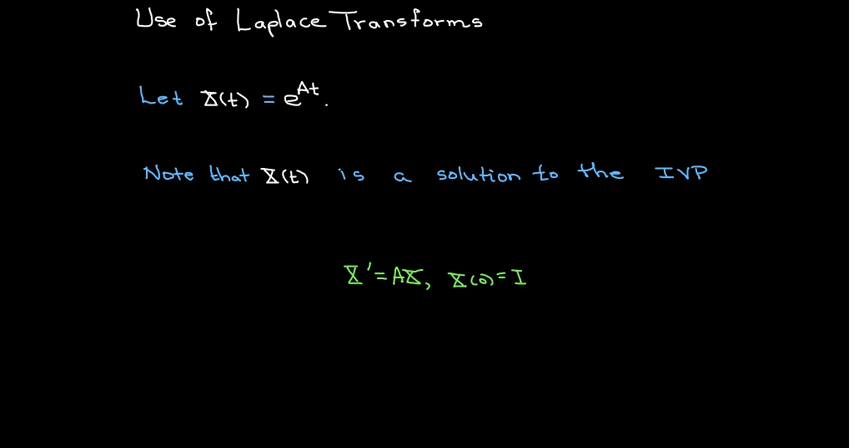 Use of Laplace Transforms
Let X(t) = e^{At}.
Note that X(t) is a solution to the IVP
X' = AX, X(0) = I